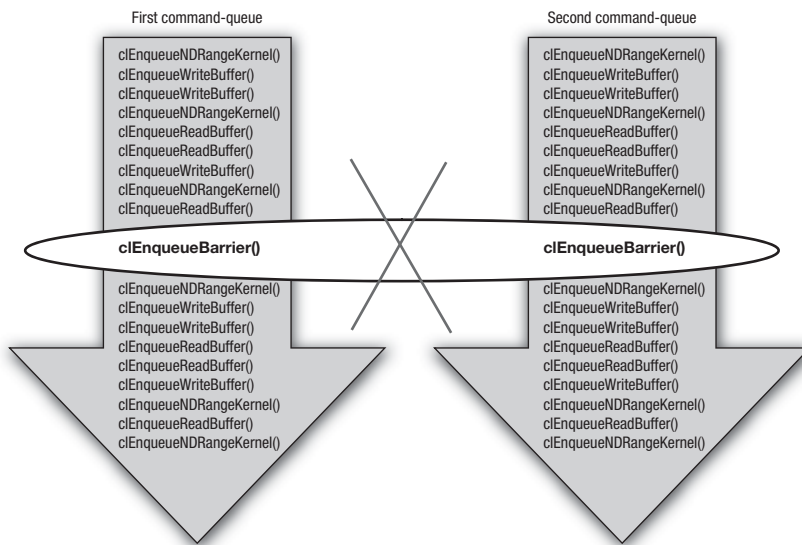 First command-queue
clEnqueueNDRangeKernel()
clEnqueueWriteBuffer()
clEnqueueWriteBuffer()
clEnqueueNDRangeKernel()
clEnqueueReadBuffer()
clEnqueueReadBuffer()
clEnqueueWriteBuffer()
clEnqueueNDRangeKernel()
clEnqueueReadBuffer()
clEnqueueBarrier()
clEnqueueNDRangeKernel()
clEnqueueWriteBuffer()
clEnqueueWriteBuffer()
clEnqueueReadBuffer()
clEnqueueReadBuffer()
clEnqueueWriteBuffer()
clEnqueueNDRangeKernel()
clEnqueueReadBuffer()
clEnqueueNDRangeKernel()
Second command-queue
clEnqueueNDRangeKernel()
clEnqueueWriteBuffer()
clEnqueueWriteBuffer()
clEnqueueNDRangeKernel()
clEnqueueReadBuffer()
clEnqueueReadBuffer()
clEnqueueWriteBuffer()
clEnqueueNDRangeKernel()
clEnqueueReadBuffer()
clEnqueueBarrier()
clEnqueueNDRangeKernel()
clEnqueueWriteBuffer()
clEnqueueWriteBuffer()
clEnqueueReadBuffer()
clEnqueueReadBuffer()
clEnqueueWriteBuffer()
clEnqueueNDRangeKernel()
clEnqueueReadBuffer()
clEnqueueNDRangeKernel()